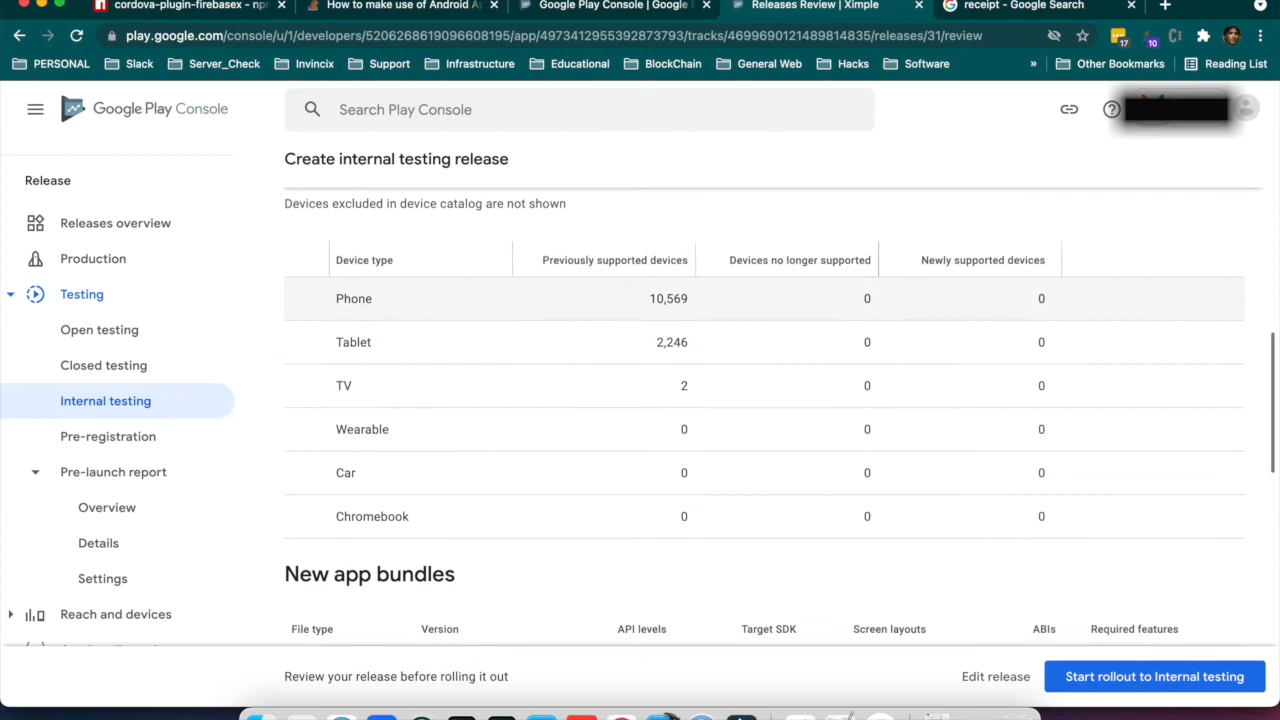 cordova-plugin-firebasex - npm
How to make use of Android Ap
Google Play Console | Google P
Releases Review | Ximple
receipt - Google Search
play.google.com/console/u/1/developers/5206268619096608195/app/4973412955392873793/tracks/4699690121489814835/releases/31/review
17
10
PERSONAL
Slack
Server_Check
Invincix
Support
Infrastructure
Educational
BlockChain
General Web
Hacks
Software
»
Other Bookmarks
Reading List
Google Play Console
Search Play Console
Release
Releases overview
Production
Testing
Open testing
Closed testing
Internal testing
Pre-registration
Pre-launch report
Overview
Details
Settings
Reach and devices
Create internal testing release
Devices excluded in device catalog are not shown
Device type Previously supported devices Devices no longer supported Newly supported devices
Phone 10,569 0 0
Tablet 2,246 0 0
TV 2 0 0
Wearable 0 0 0
Car 0 0 0
Chromebook 0 0 0
New app bundles
File type Version API levels Target SDK Screen layouts ABIs Required features
Review your release before rolling it out
Edit release
Start rollout to Internal testing